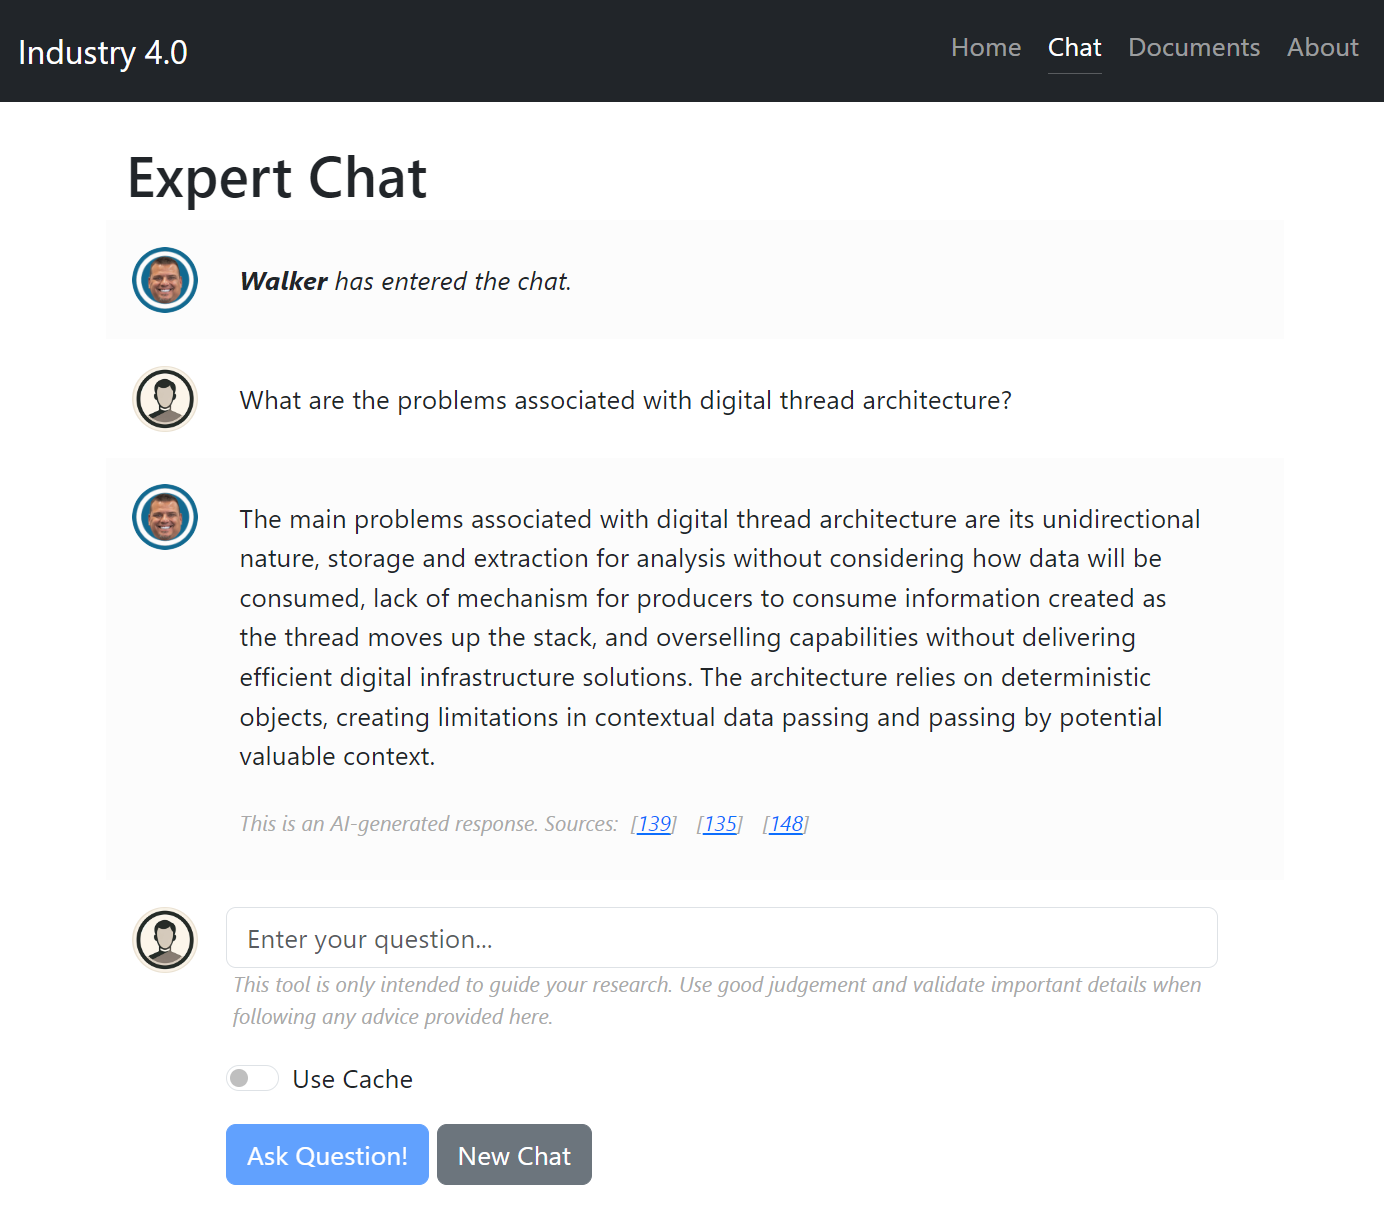 Industry 4.0
Home Chat Documents About
Expert Chat
Walker has entered the chat.
What are the problems associated with digital thread architecture?
The main problems associated with digital thread architecture are its unidirectional
nature, storage and extraction for analysis without considering how data will be
consumed, lack of mechanism for producers to consume information created as
the thread moves up the stack, and overselling capabilities without delivering
efficient digital infrastructure solutions. The architecture relies on deterministic
objects, creating limitations in contextual data passing and passing by potential
valuable context.
This is an AI-generated response. Sources: [139] [135] [148]
Enter your question...
This tool is only intended to guide your research. Use good judgement and validate important details when
following any advice provided here.
Use Cache
Ask Question! New Chat